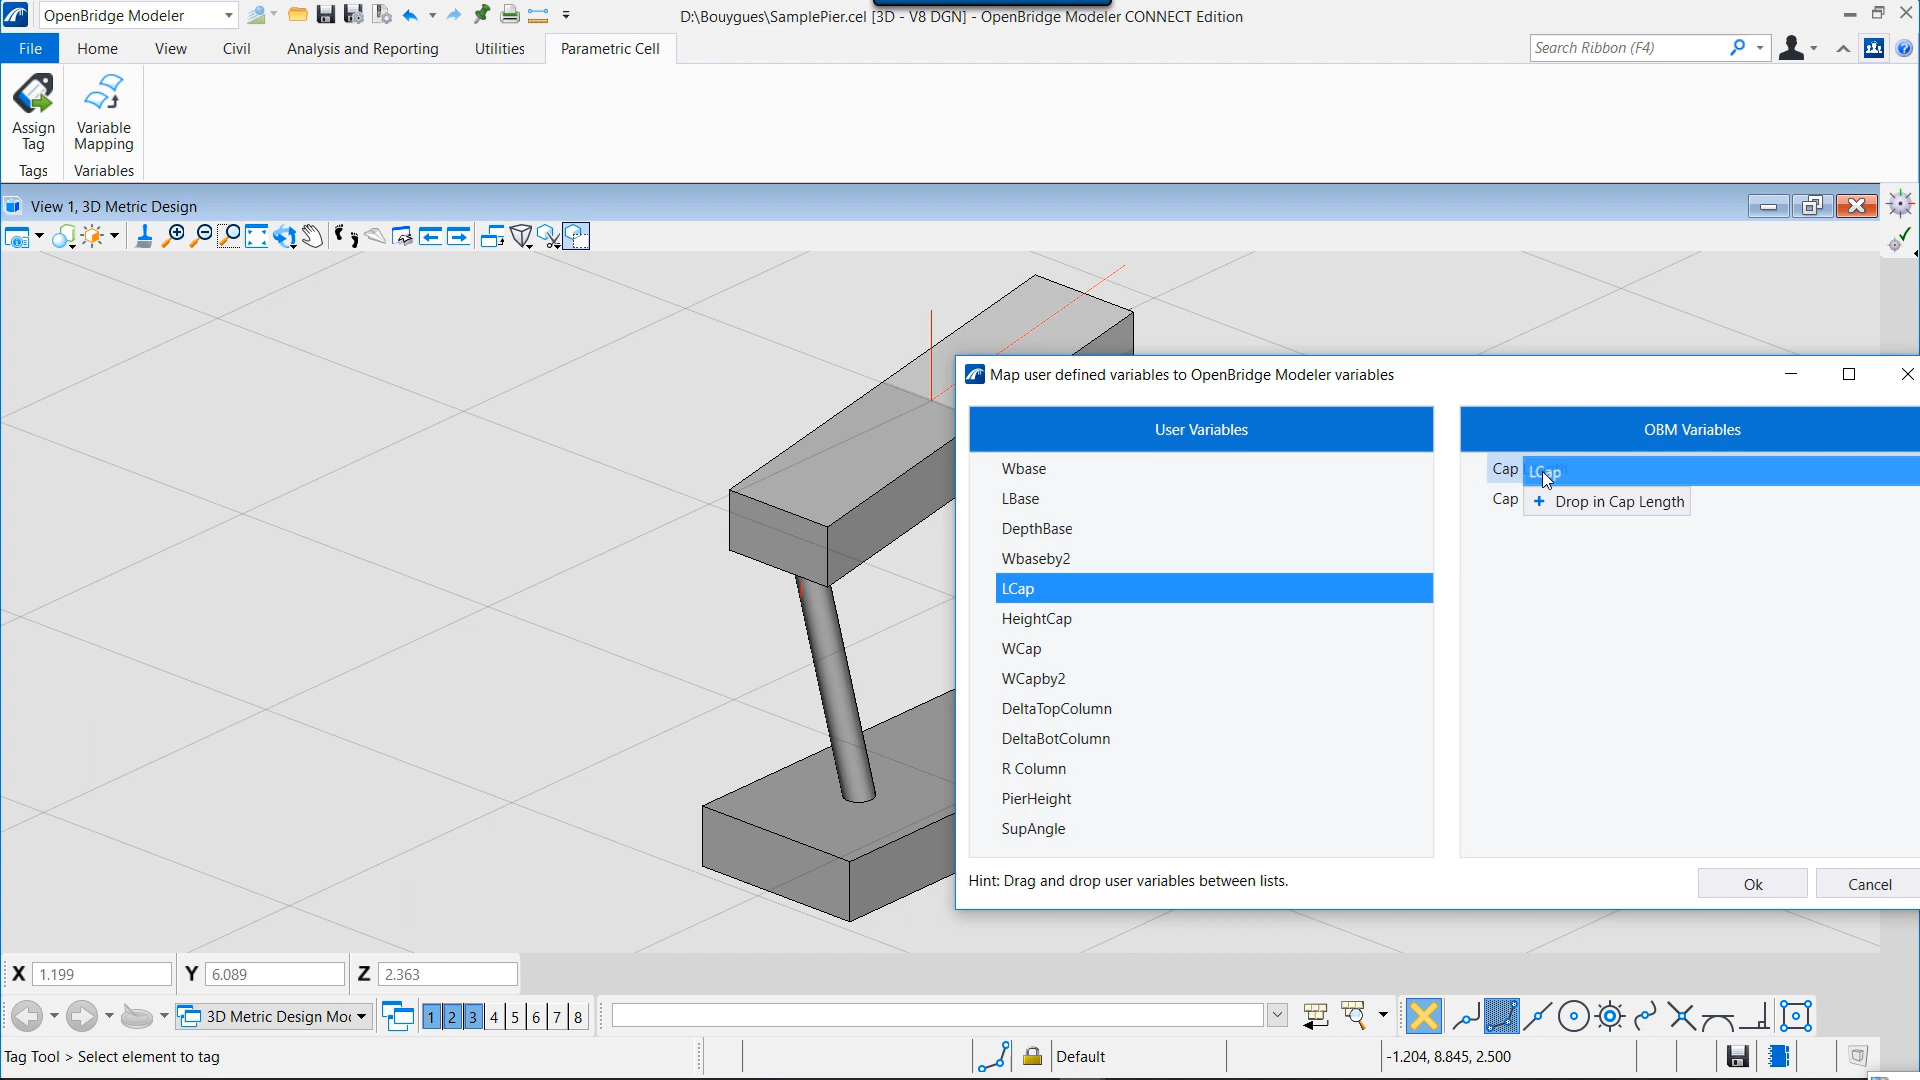 OpenBridge Modeler
D:\Bouygues\SamplePier.cel [3D - V8 DGN] - OpenBridge Modeler CONNECT Edition
File
Home
View
Civil
Analysis and Reporting
Utilities
Parametric Cell
Search Ribbon (F4)
Assign Tag
Variable Mapping
Tags
Variables
View 1, 3D Metric Design
Map user defined variables to OpenBridge Modeler variables
User Variables
OBM Variables
Wbase
LBase
DepthBase
Wbaseby2
LCap
HeightCap
WCap
WCapby2
DeltaTopColumn
DeltaBotColumn
R Column
PierHeight
SupAngle
Cap
LCap
Cap
+ Drop in Cap Length
Hint: Drag and drop user variables between lists.
Ok
Cancel
X 1.199
Y 6.089
Z 2.363
3D Metric Design Moc
1 2 3 4 5 6 7 8
Tag Tool > Select element to tag
Default
-1.204, 8.845, 2.500